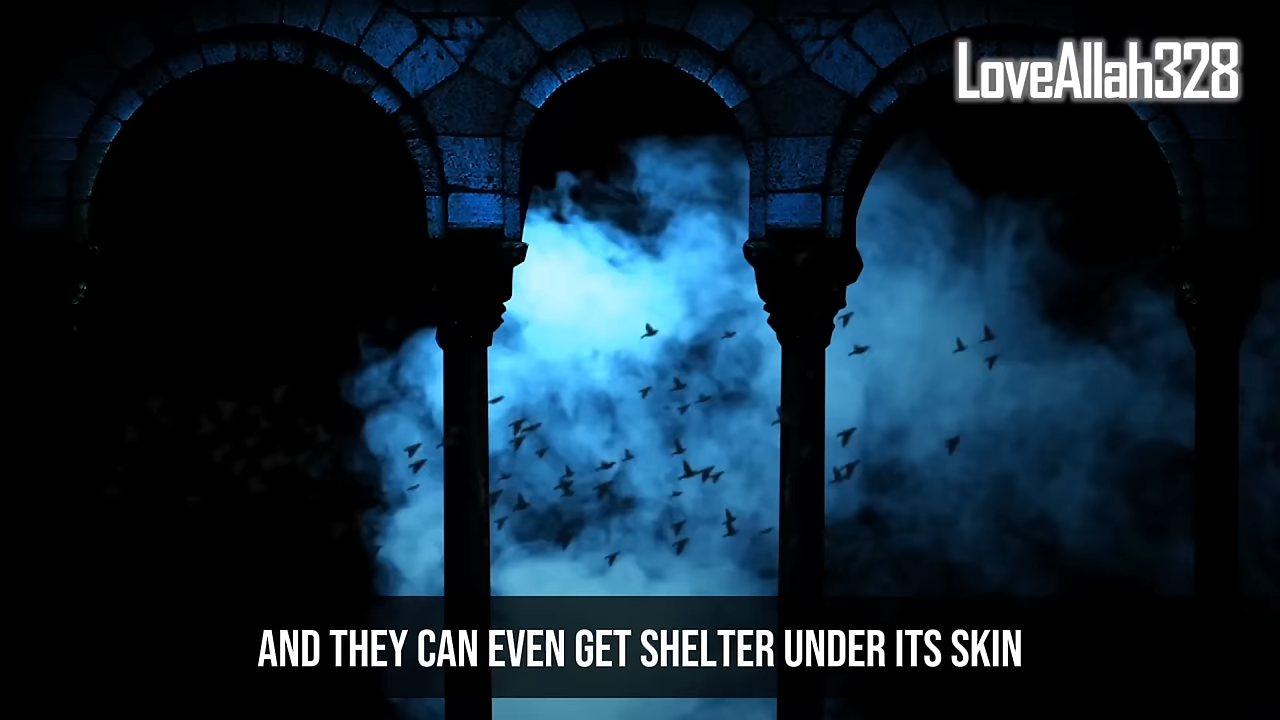 LoveAllah328
AND THEY CAN EVEN GET SHELTER UNDER ITS SKIN